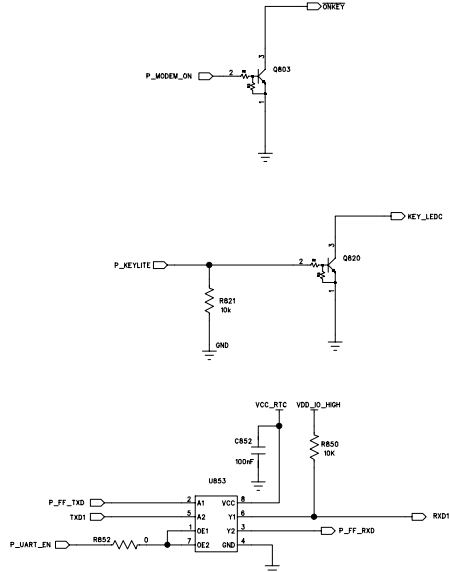 ONKEY
3
Q803
P_MODEM_ON 2
1
KEY_LEDC
3
Q820
P_KEYLITE 2
1
R821
10k
GND
VCC_RTC VDD_IO_HIGH
C852
100nF
R850
10K
U853
P_FF_TXD 2 A1 VCC 8
TXD1 5 A2 Y1 6 RXD1
1 OE1 Y2 3 P_FF_RXD
P_UART_EN R852 0 7 OE2 GND 4